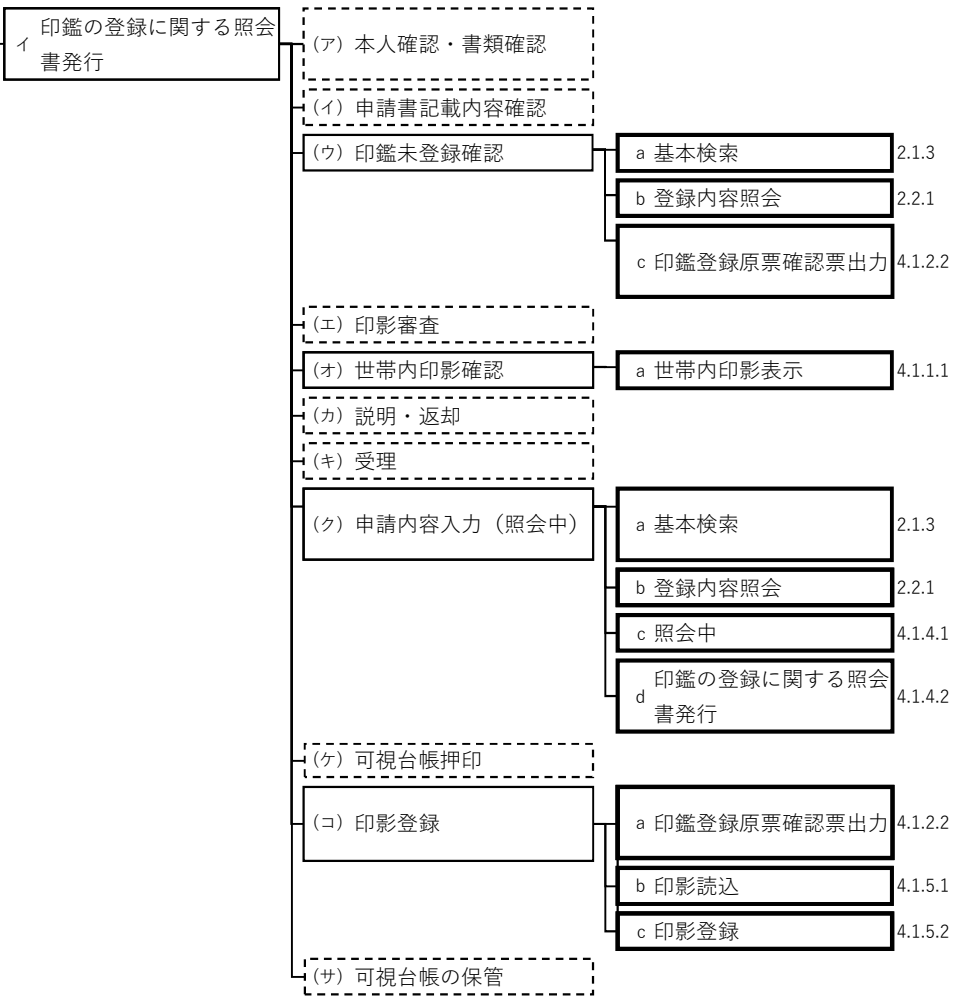 イ 印鑑の登録に関する照会
書発行
(ア) 本人確認・書類確認
(イ) 申請書記載内容確認
(ウ) 印鑑未登録確認
a 基本検索 2.1.3
b 登録内容照会 2.2.1
c 印鑑登録原票確認票出力 4.1.2.2
(エ) 印影審査
(オ) 世帯内印影確認
a 世帯内印影表示 4.1.1.1
(カ) 説明・返却
(キ) 受理
(ク) 申請内容入力（照会中）
a 基本検索 2.1.3
b 登録内容照会 2.2.1
c 照会中 4.1.4.1
d 印鑑の登録に関する照会
書発行 4.1.4.2
(ケ) 可視台帳押印
(コ) 印影登録
a 印鑑登録原票確認票出力 4.1.2.2
b 印影読込 4.1.5.1
c 印影登録 4.1.5.2
(サ) 可視台帳の保管